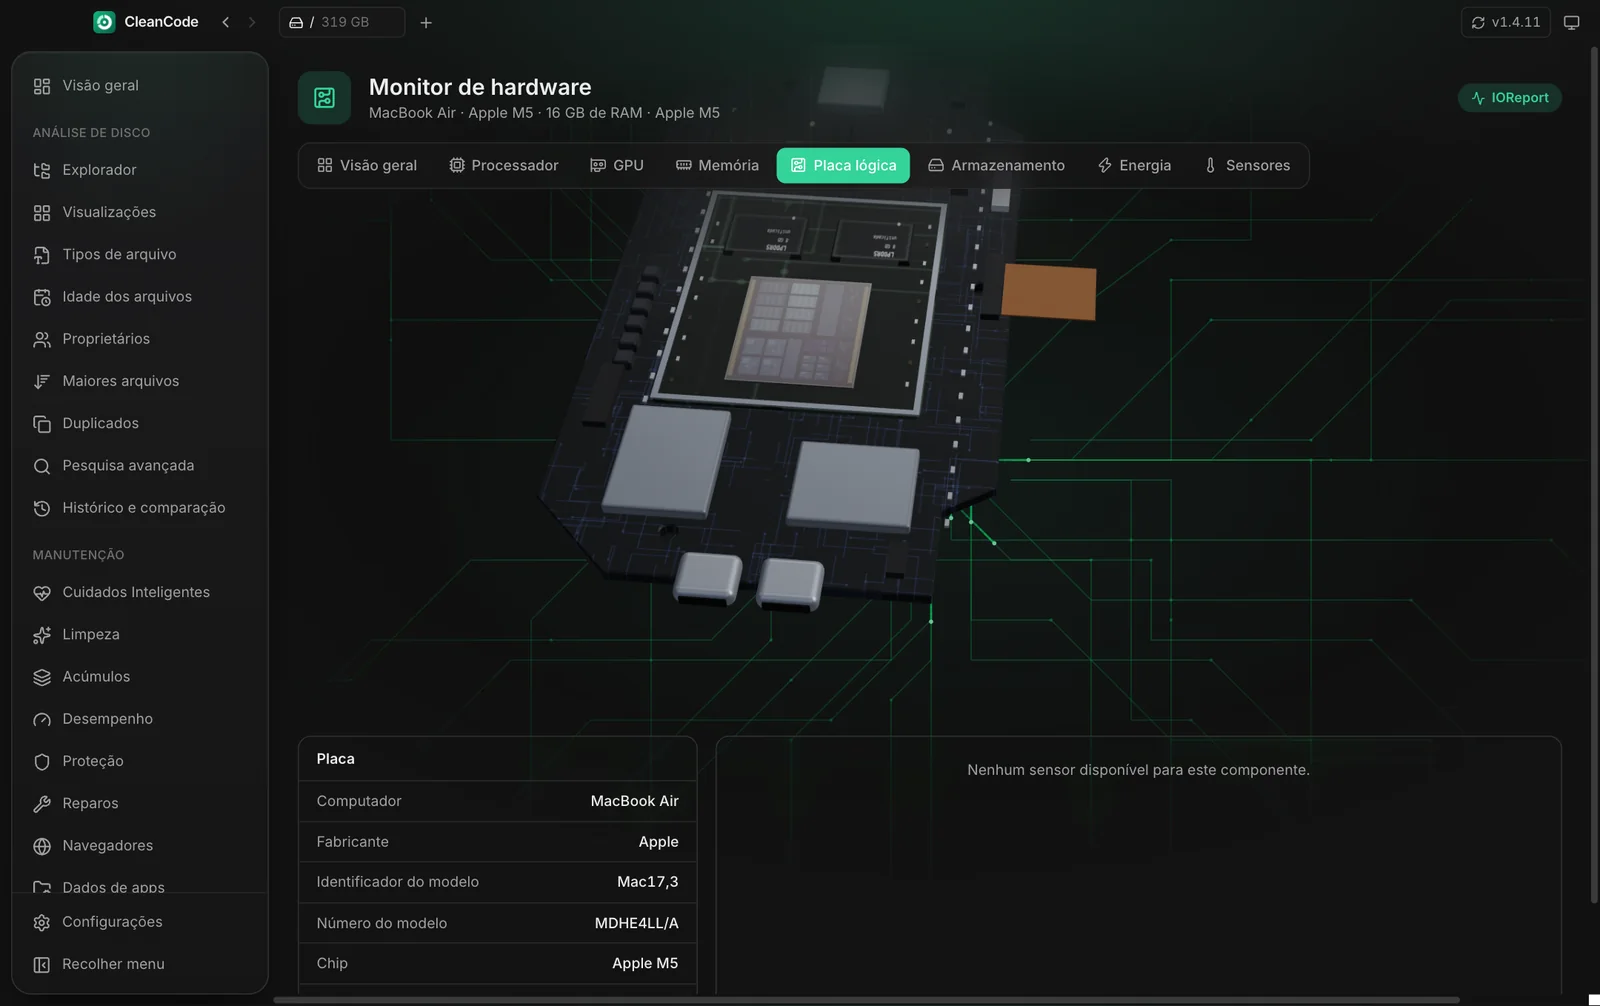 CleanCode
/ 319 GB
v1.4.11
Visão geral
ANÁLISE DE DISCO
Explorador
Visualizações
Tipos de arquivo
Idade dos arquivos
Proprietários
Maiores arquivos
Duplicados
Pesquisa avançada
Histórico e comparação
MANUTENÇÃO
Cuidados Inteligentes
Limpeza
Acúmulos
Desempenho
Proteção
Reparos
Navegadores
Dados de apps
Configurações
Recolher menu
Monitor de hardware
MacBook Air · Apple M5 · 16 GB de RAM · Apple M5
IOReport
Visão geral
Processador
GPU
Memória
Placa lógica
Armazenamento
Energia
Sensores
LPDDR5
LPDDR5
Placa
Computador MacBook Air
Fabricante Apple
Identificador do modelo Mac17,3
Número do modelo MDHE4LL/A
Chip Apple M5
Nenhum sensor disponível para este componente.